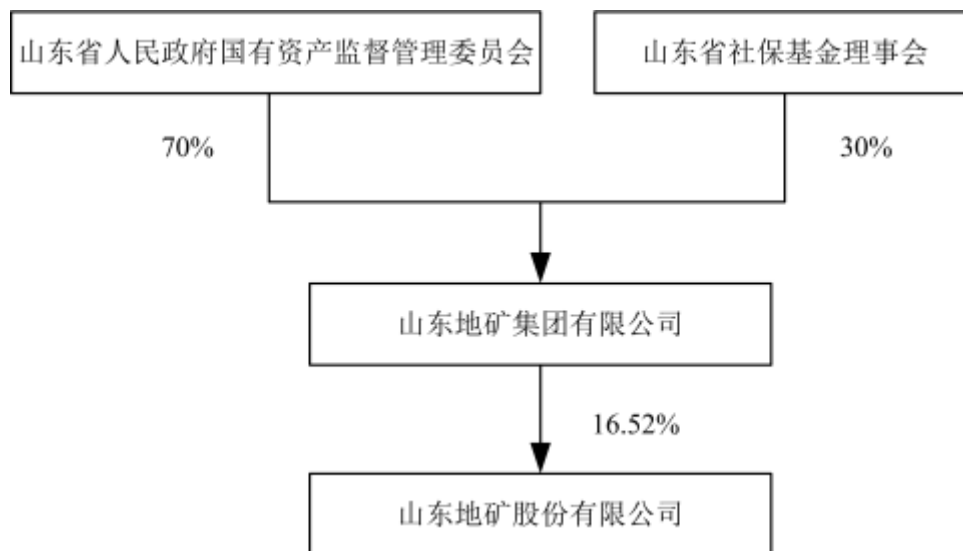 山东省人民政府国有资产监督管理委员会
山东省社保基金理事会
70%
30%
山东地矿集团有限公司
16.52%
山东地矿股份有限公司